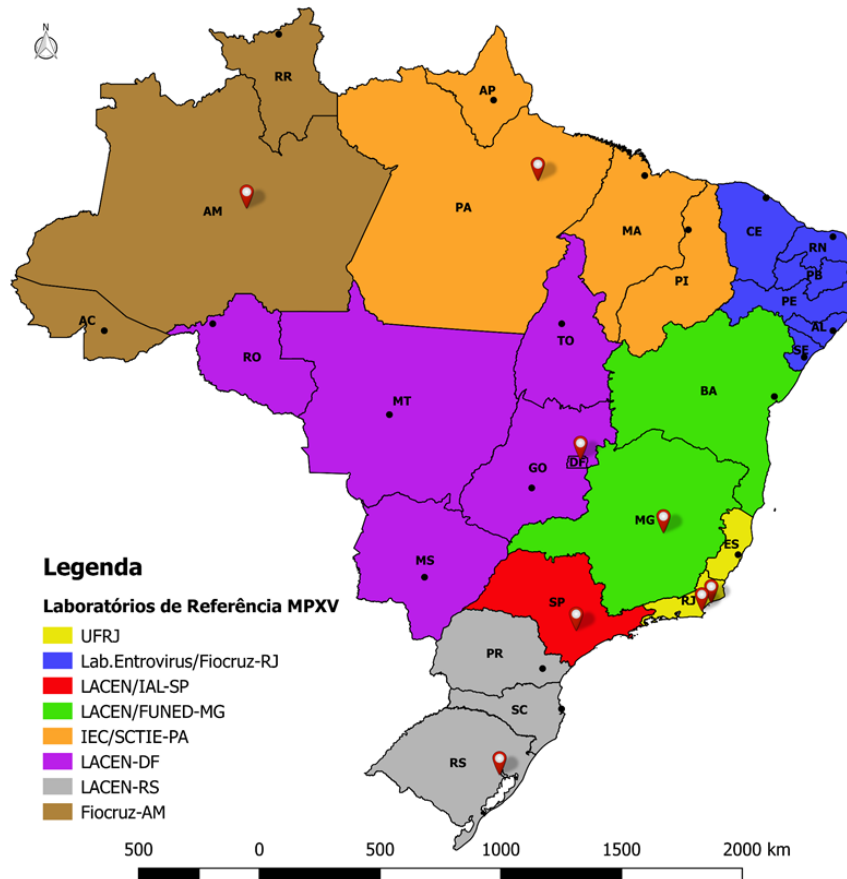 N
RR
AP
AM
PA
MA
CE
RN
PB
PI
PE
AL
SE
AC
RO
TO
MT
BA
GO
DF
MG
ES
MS
SP
RJ
PR
SC
RS
Legenda
Laboratórios de Referência MPXV
UFRJ
Lab.Entrovirus/Fiocruz-RJ
LACEN/IAL-SP
LACEN/FUNED-MG
IEC/SCTIE-PA
LACEN-DF
LACEN-RS
Fiocruz-AM
500 0 500 1000 1500 2000 km